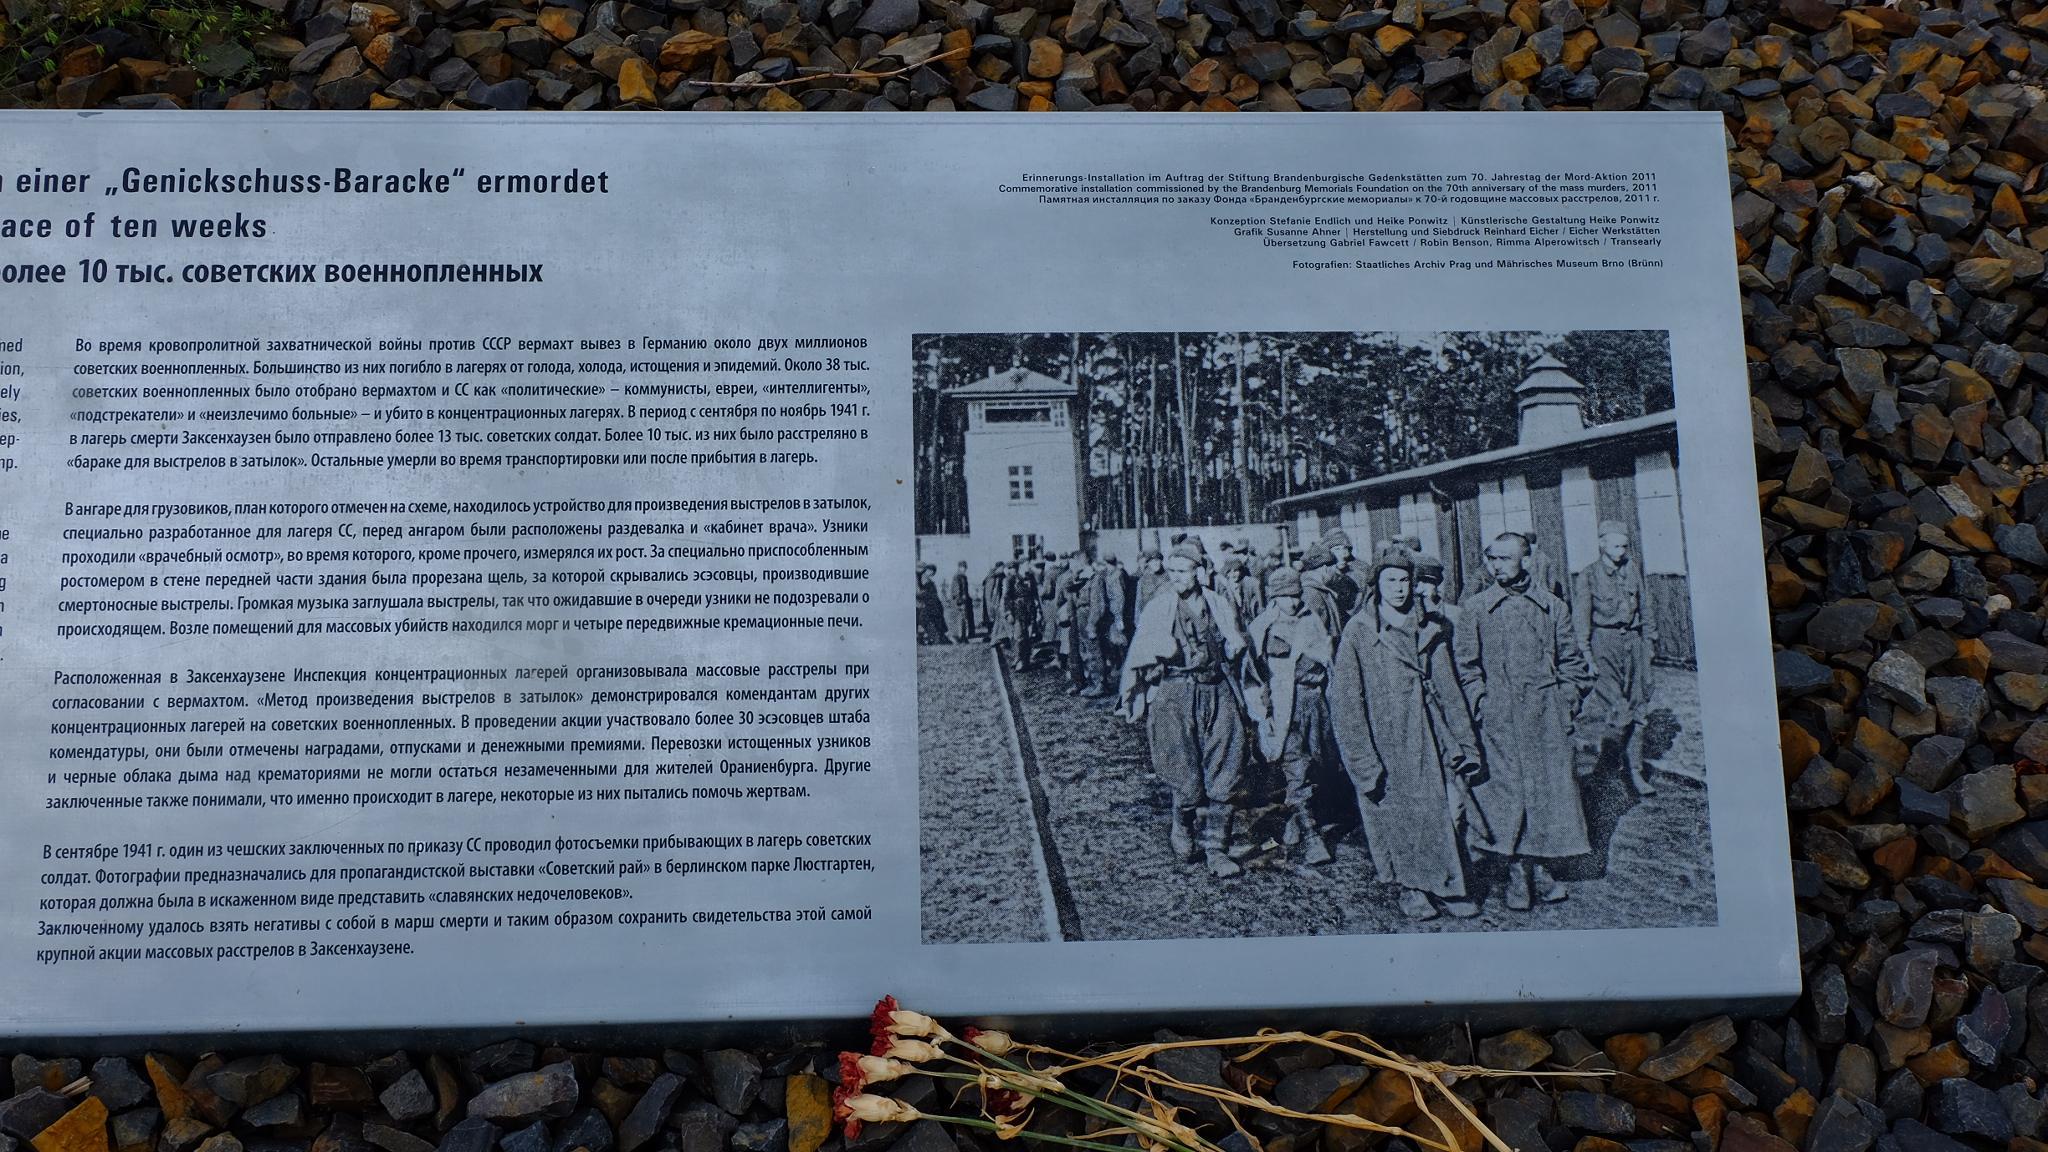 einer „Genickschuss-Baracke“ ermordet
ace of ten weeks
олее 10 тыс. советских военнопленных
Erinnerungs-Installation im Auftrag der Stiftung Brandenburgische Gedenkstätten zum 70. Jahrestag der Mord-Aktion 2011
Commemorative installation commissioned by the Brandenburg Memorials Foundation on the 70th anniversary of the mass murders, 2011
Памятная инсталляция по заказу Фонда «Бранденбургские мемориалы» к 70-й годовщине массовых расстрелов, 2011 г.
Konzeption Stefanie Endlich und Heike Ponwitz | Künstlerische Gestaltung Heike Ponwitz
Grafik Susanne Ahner | Herstellung und Siebdruck Reinhard Eicher / Eicher Werkstätten
Übersetzung Gabriel Fawcett / Robin Benson, Rimma Alperowitsch / Transearly
Fotografien: Staatliches Archiv Prag und Mährisches Museum Brno (Brünn)
ned
ion,
ely
ies,
ep-
mp.
ne
a
g
Во время кровопролитной захватнической войны против СССР вермахт вывез в Германию около двух миллионов
советских военнопленных. Большинство из них погибло в лагерях от голода, холода, истощения и эпидемий. Около 38 тыс.
советских военнопленных было отобрано вермахтом и СС как «политические» – коммунисты, евреи, «интеллигенты»,
«подстрекатели» и «неизлечимо больные» – и убито в концентрационных лагерях. В период с сентября по ноябрь 1941 г.
в лагерь смерти Заксенхаузен было отправлено более 13 тыс. советских солдат. Более 10 тыс. из них было расстреляно в
«бараке для выстрелов в затылок». Остальные умерли во время транспортировки или после прибытия в лагерь.
В ангаре для грузовиков, план которого отмечен на схеме, находилось устройство для произведения выстрелов в затылок,
специально разработанное для лагеря СС, перед ангаром были расположены раздевалка и «кабинет врача». Узники
проходили «врачебный осмотр», во время которого, кроме прочего, измерялся их рост. За специально приспособленным
ростомером в стене передней части здания была прорезана щель, за которой скрывались эсэсовцы, производившие
смертоносные выстрелы. Громкая музыка заглушала выстрелы, так что ожидавшие в очереди узники не подозревали о
происходящем. Возле помещений для массовых убийств находился морг и четыре передвижные кремационные печи.
Расположенная в Заксенхаузене Инспекция концентрационных лагерей организовывала массовые расстрелы при
согласовании с вермахтом. «Метод произведения выстрелов в затылок» демонстрировался комендантам других
концентрационных лагерей на советских военнопленных. В проведении акции участвовало более 30 эсэсовцев штаба
комендатуры, они были отмечены наградами, отпусками и денежными премиями. Перевозки истощенных узников
и черные облака дыма над крематориями не могли остаться незамеченными для жителей Ораниенбурга. Другие
заключенные также понимали, что именно происходит в лагере, некоторые из них пытались помочь жертвам.
В сентябре 1941 г. один из чешских заключенных по приказу СС проводил фотосъемки прибывающих в лагерь советских
солдат. Фотографии предназначались для пропагандистской выставки «Советский рай» в берлинском парке Люстгартен,
которая должна была в искаженном виде представить «славянских недочеловеков».
Заключенному удалось взять негативы с собой в марш смерти и таким образом сохранить свидетельства этой самой
крупной акции массовых расстрелов в Заксенхаузене.